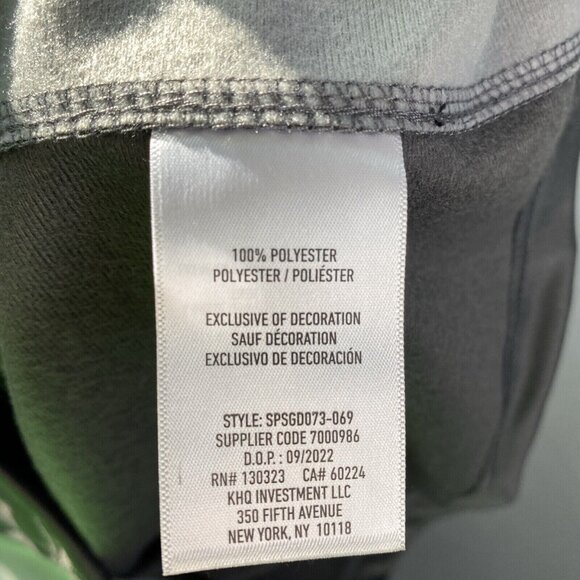 100% POLYESTER
POLYESTER / POLIÉSTER
EXCLUSIVE OF DECORATION
SAUF DÉCORATION
EXCLUSIVO DE DECORACIÓN
STYLE: SPSGD073-069
SUPPLIER CODE 7000986
D.O.P. : 09/2022
RN# 130323 CA# 60224
KHQ INVESTMENT LLC
350 FIFTH AVENUE
NEW YORK, NY 10118